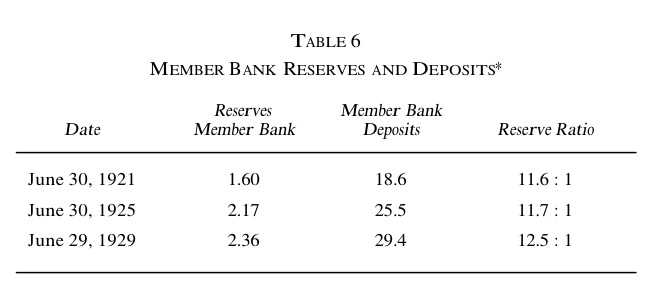 TABLE 6
MEMBER BANK RESERVES AND DEPOSITS*
Reserves Member Bank
Date Member Bank Deposits Reserve Ratio
June 30, 1921 1.60 18.6 11.6 : 1
June 30, 1925 2.17 25.5 11.7 : 1
June 29, 1929 2.36 29.4 12.5 : 1